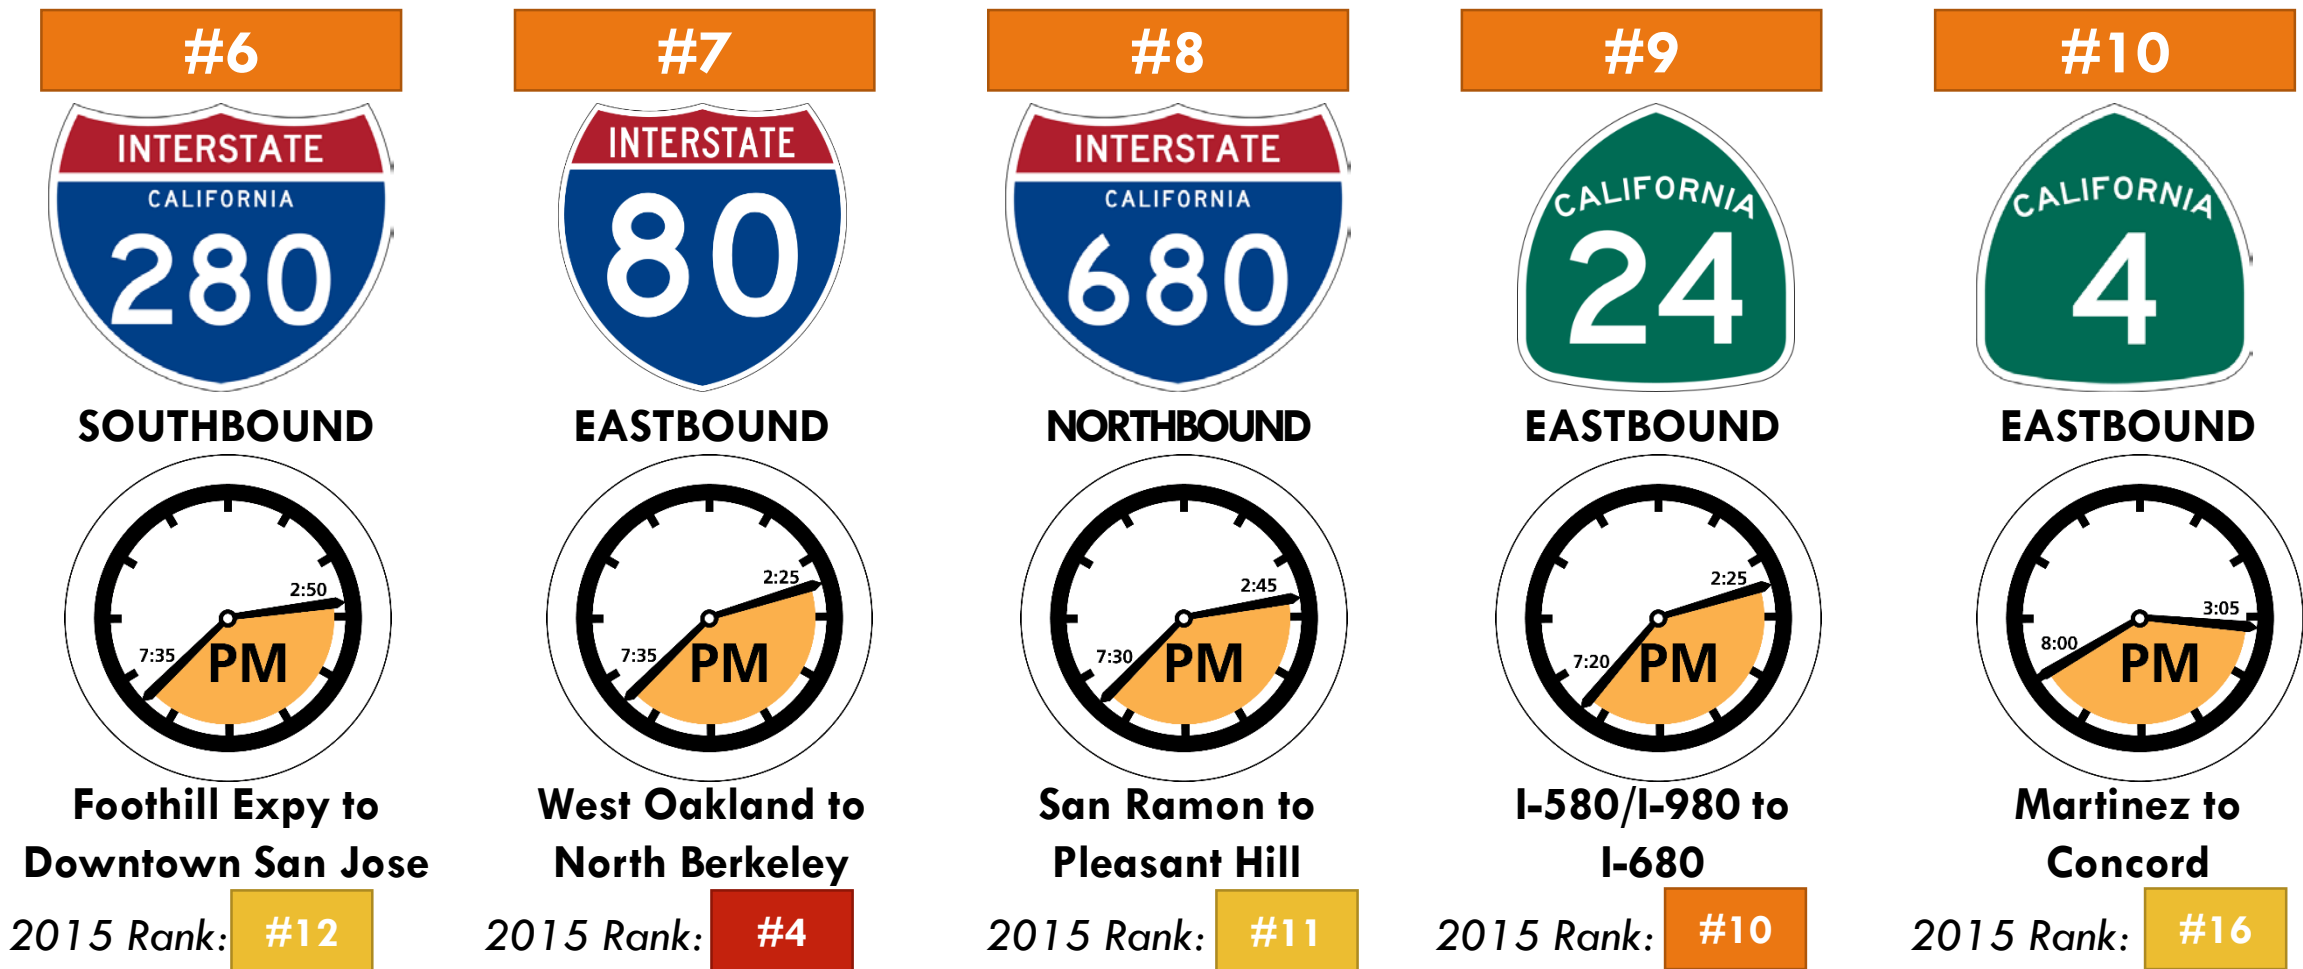 #6
INTERSTATE
CALIFORNIA
280
SOUTHBOUND
2:50
7:35
PM
Foothill Expy to
Downtown San Jose
2015 Rank: #12
#7
INTERSTATE
80
EASTBOUND
2:25
7:35
PM
West Oakland to
North Berkeley
2015 Rank: #4
#8
INTERSTATE
CALIFORNIA
680
NORTHBOUND
2:45
7:30
PM
San Ramon to
Pleasant Hill
2015 Rank: #11
#9
CALIFORNIA
24
EASTBOUND
2:25
7:20
PM
I-580/I-980 to
I-680
2015 Rank: #10
#10
CALIFORNIA
4
EASTBOUND
3:05
8:00
PM
Martinez to
Concord
2015 Rank: #16